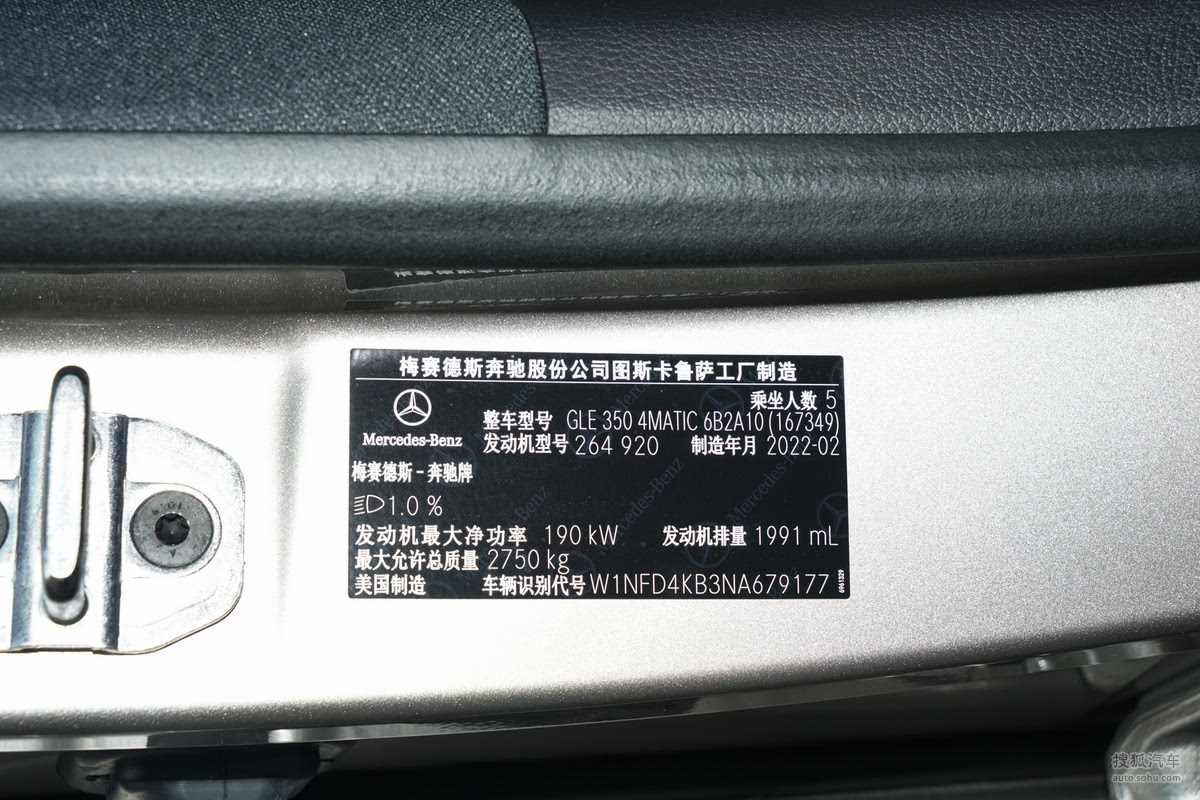 梅赛德斯奔驰股份公司图斯卡鲁萨工厂制造
乘坐人数 5
Mercedes-Benz
整车型号 GLE 350 4MATIC 6B2A10 (167349)
发动机型号 264 920 制造年月 2022-02
梅赛德斯-奔驰牌
1.0 %
发动机最大净功率 190 kW 发动机排量 1991 mL
最大允许总质量 2750 kg
美国制造 车辆识别代号 W1NFD4KB3NA679177
6961329
搜狐汽车
auto.sohu.com